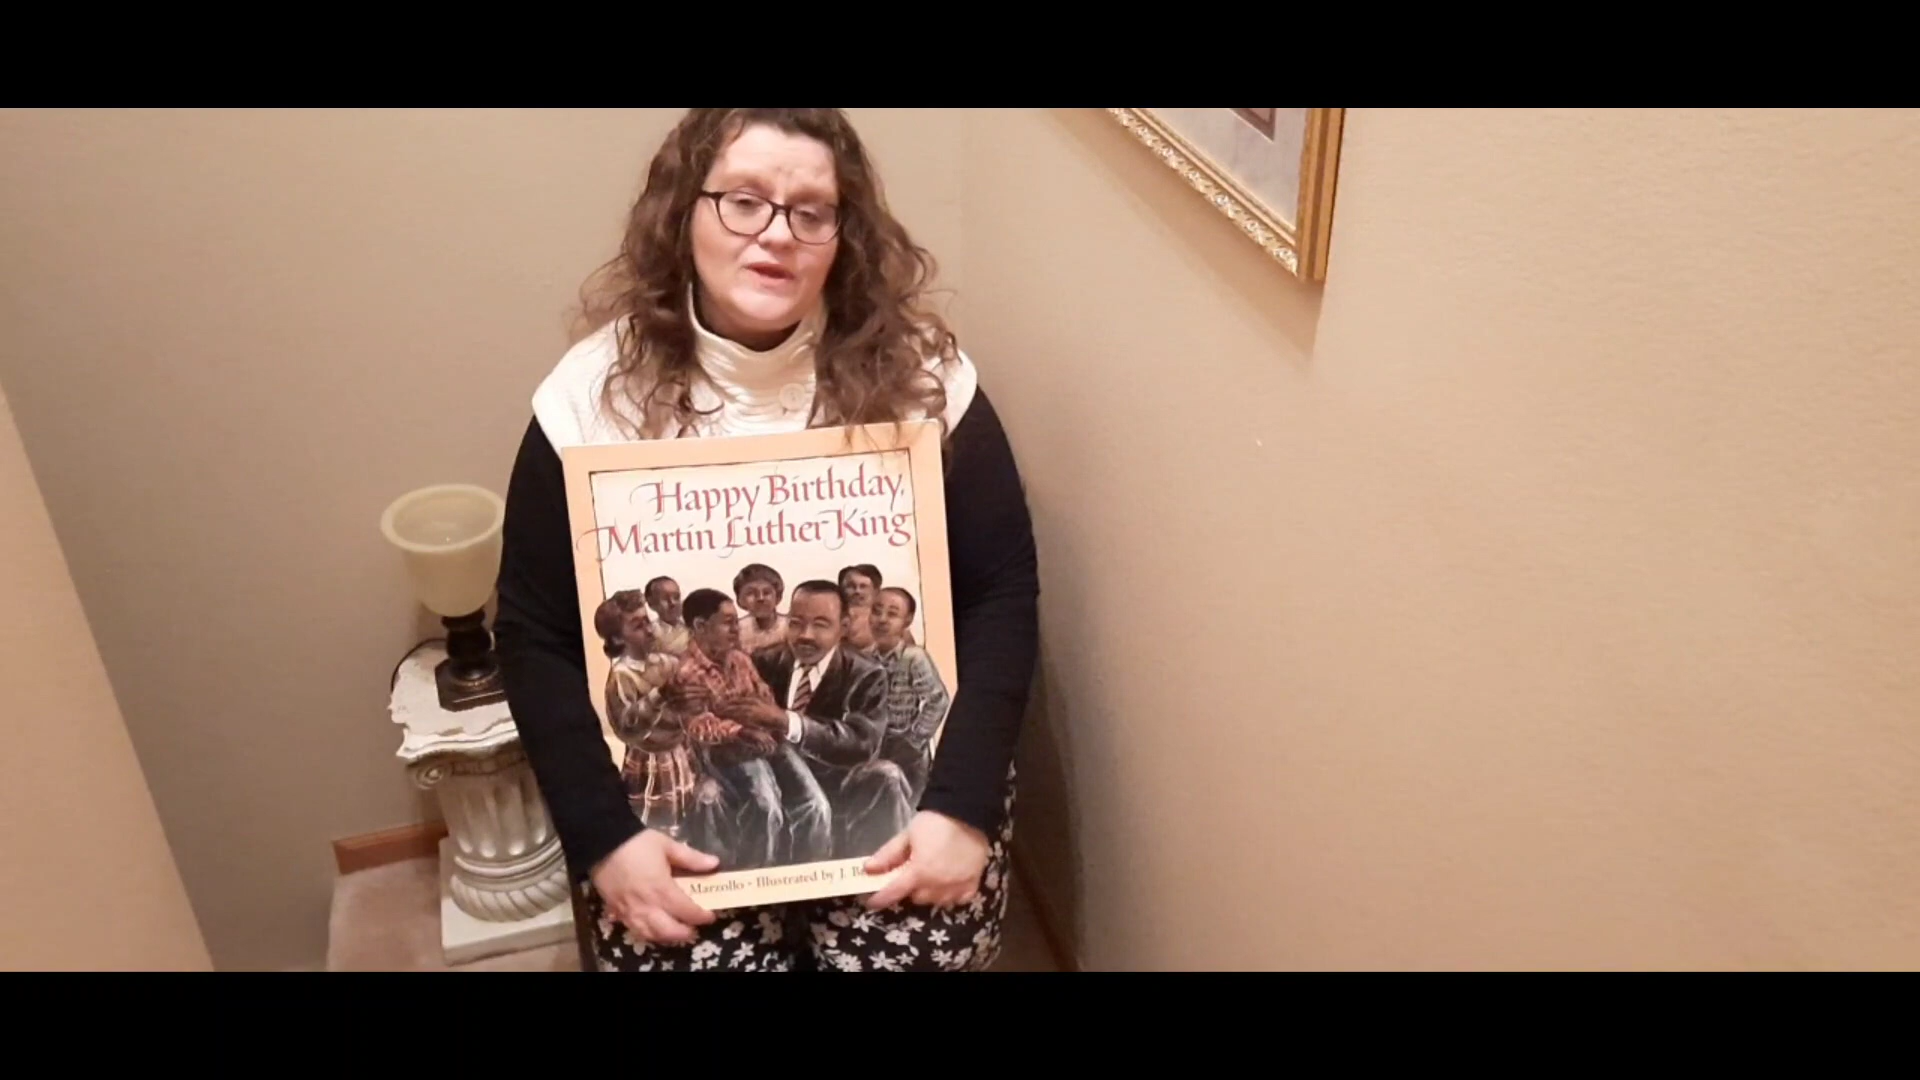 Happy Birthday,
Martin Luther King
Marzollo • Illustrated by J.